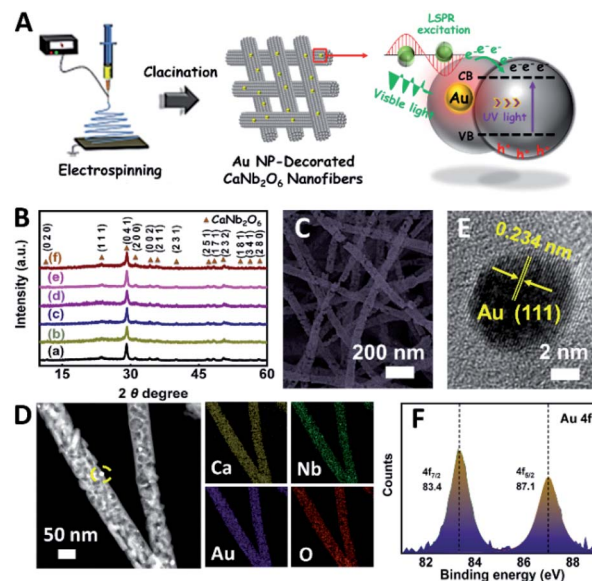 A
Electrospinning
Clacination
Au NP-Decorated
CaNb2O6 Nanofibers
LSPR
excitation
e⁻e⁻e⁻
e⁻
e⁻e⁻e⁻
CB
Visble light
Au
UV light
VB
h⁺ h⁺ h⁺
B
CaNb2O6
(0 2 0)
(1 1 1)
(0 4 1)
(2 0 0)
(0 0 2)
(2 1 1)
(2 3 1)
(2 5 1)
(1 7 1)
(2 3 2)
(1 8 1)
(3 4 1)
(2 8 0)
(f)
(e)
(d)
(c)
(b)
(a)
Intensity (a.u.)
15 30 45 60
2 θ degree
C
200 nm
E
0.234 nm
Au (111)
2 nm
D
50 nm
Ca
Nb
Au
O
F
Au 4f
4f7/2
83.4
4f5/2
87.1
Counts
82 84 86 88
Binding energy (eV)